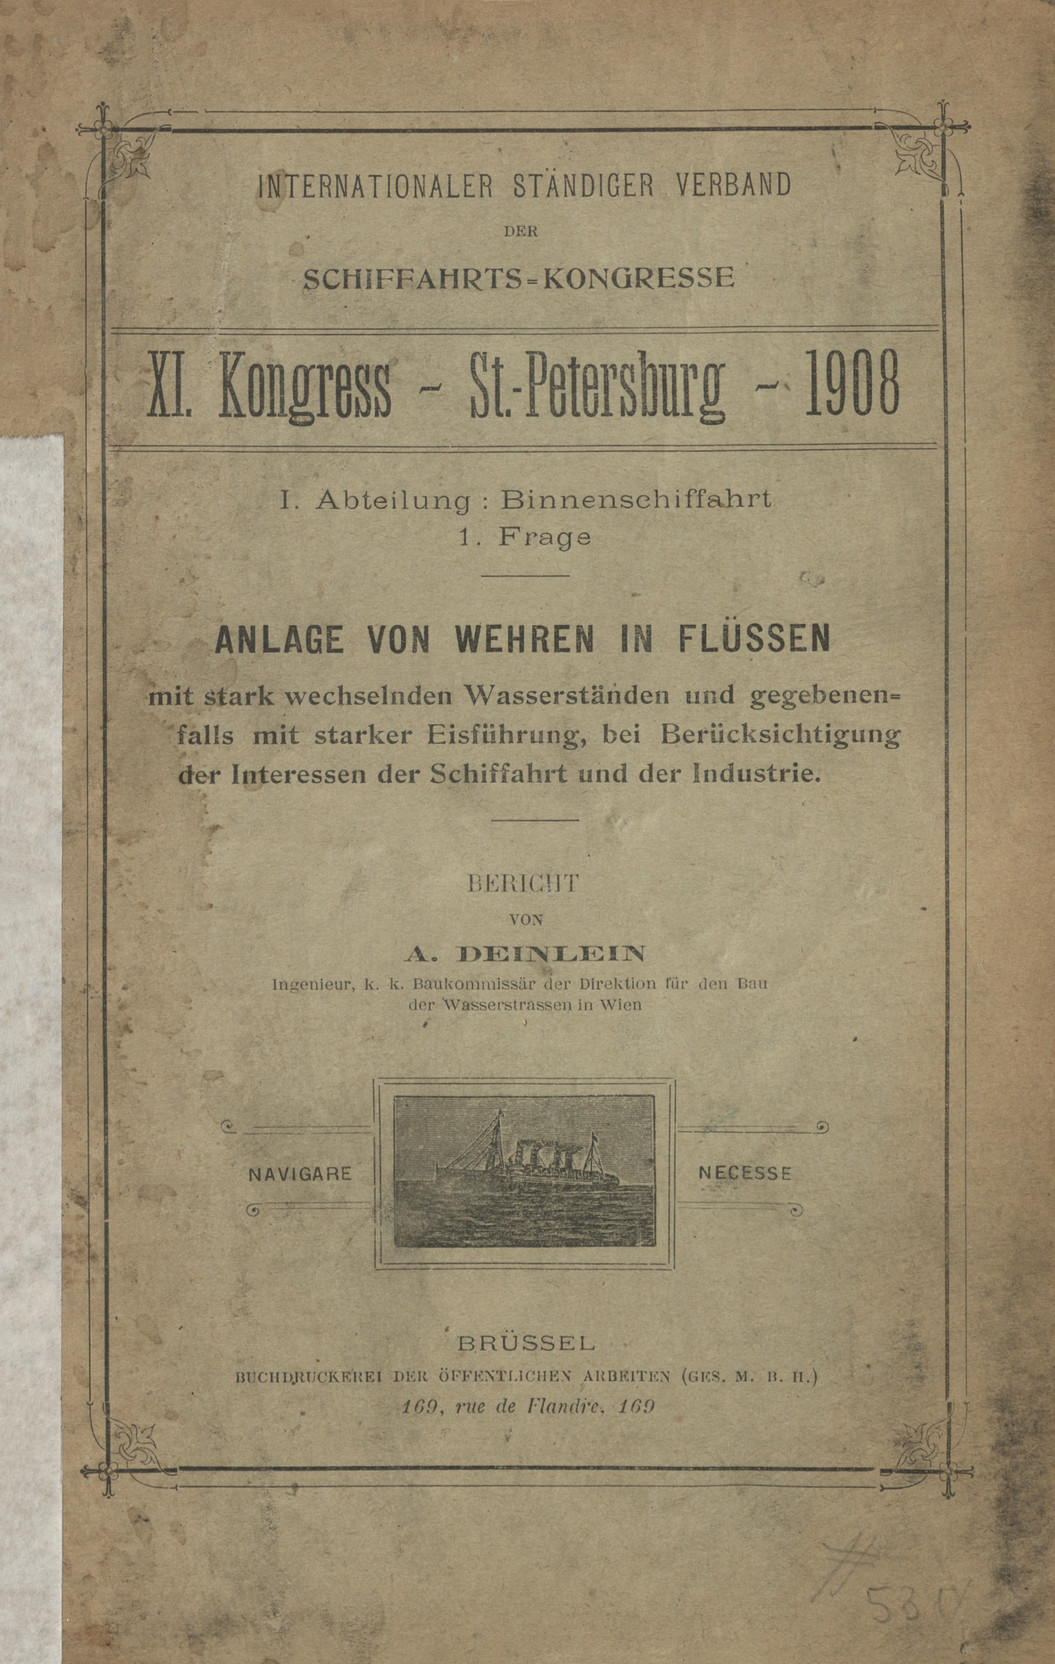 INTERNATIONALER STÄNDIGER VERBAND
DER
SCHIFFAHRTS=KONGRESSE
XI. Kongress - St.-Petersburg - 1908
I. Abteilung : Binnenschiffahrt
1. Frage
ANLAGE VON WEHREN IN FLÜSSEN
mit stark wechselnden Wasserständen und gegebenen=
falls mit starker Eisführung, bei Berücksichtigung
der Interessen der Schiffahrt und der Industrie.
BERICHT
VON
A. DEINLEIN
Ingenieur, k. k. Baukommissär der Direktion für den Bau
der Wasserstrassen in Wien
NAVIGARE NECESSE
BRÜSSEL
BUCHDRUCKEREI DER ÖFFENTLICHEN ARBEITEN (GES. M. B. H.)
169, rue de Flandre, 169